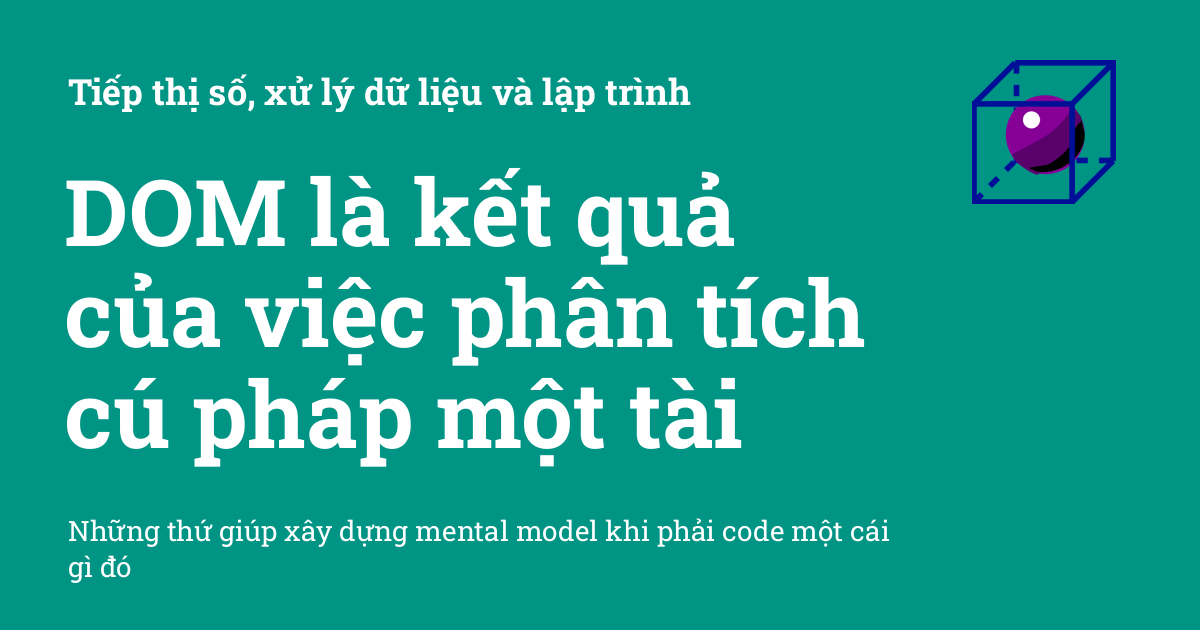 Tiếp thị số, xử lý dữ liệu và lập trình
DOM là kết quả
của việc phân tích
cú pháp một tài
Những thứ giúp xây dựng mental model khi phải code một cái
gì đó